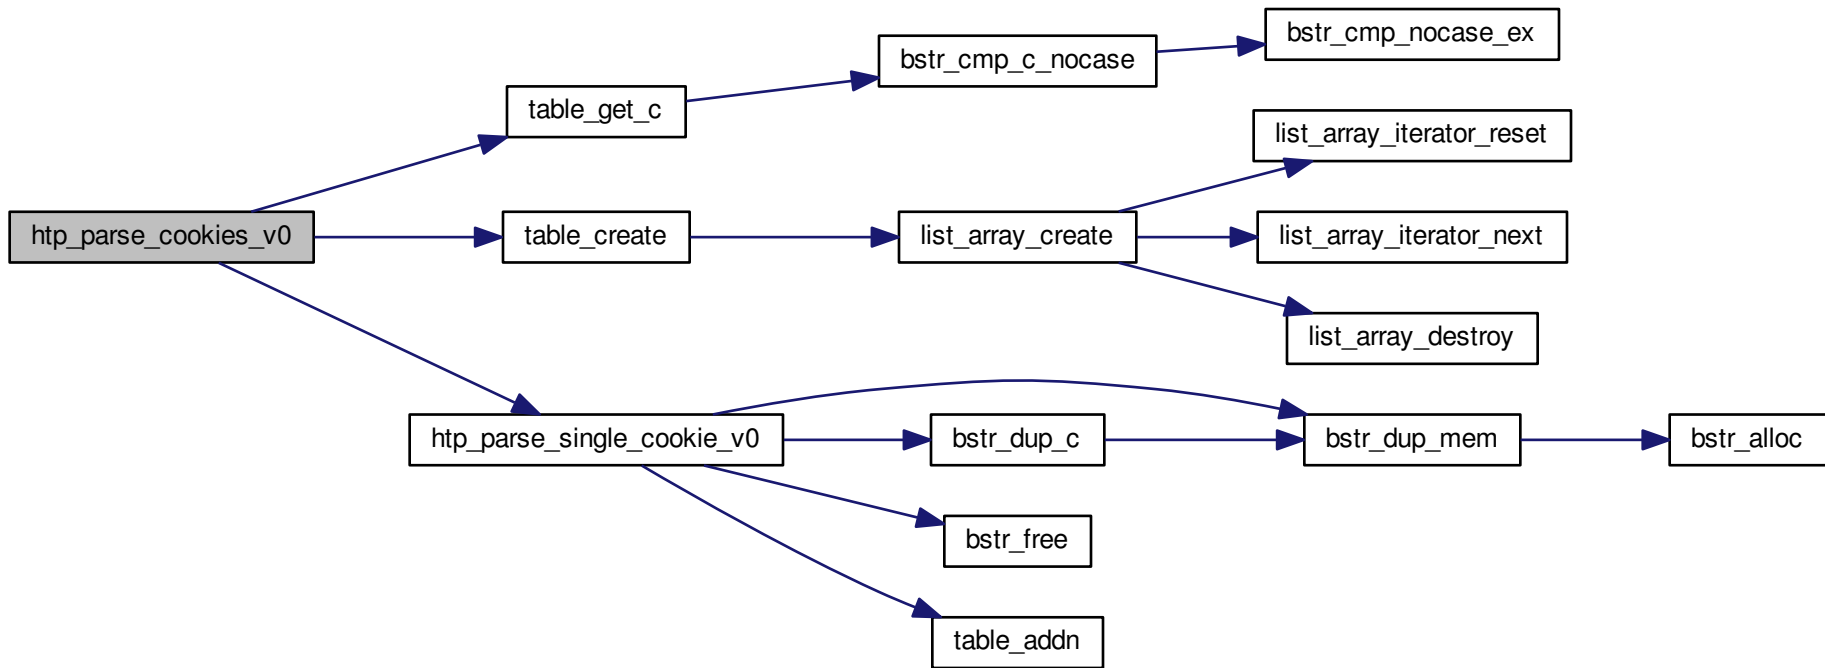 bstr_cmp_nocase_ex
bstr_cmp_c_nocase
table_get_c
list_array_iterator_reset
htp_parse_cookies_v0
table_create
list_array_create
list_array_iterator_next
list_array_destroy
htp_parse_single_cookie_v0
bstr_dup_c
bstr_dup_mem
bstr_alloc
bstr_free
table_addn